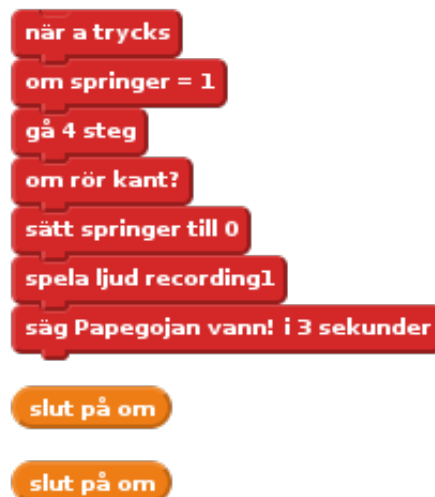 när a trycks
om springer = 1
gå 4 steg
om rör kant?
sätt springer till 0
spela ljud recording1
säg Papegojan vann! i 3 sekunder
slut på om
slut på om